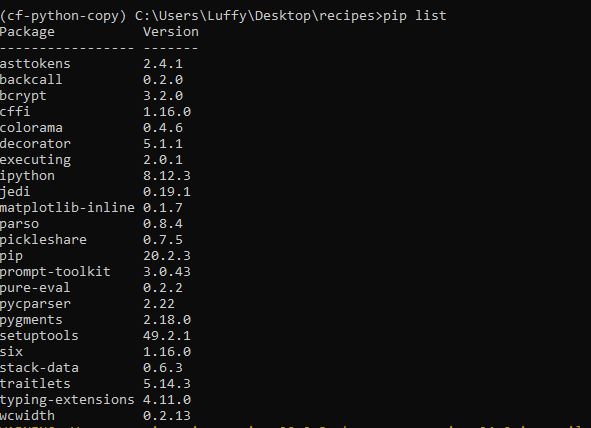 (cf-python-copy) C:\Users\Luffy\Desktop\recipes>pip list
Package           Version
----------------- -------
asttokens         2.4.1
backcall          0.2.0
bcrypt            3.2.0
cffi              1.16.0
colorama          0.4.6
decorator         5.1.1
executing         2.0.1
ipython           8.12.3
jedi              0.19.1
matplotlib-inline 0.1.7
parso             0.8.4
pickleshare       0.7.5
pip               20.2.3
prompt-toolkit    3.0.43
pure-eval         0.2.2
pycparser         2.22
pygments          2.18.0
setuptools        49.2.1
six               1.16.0
stack-data        0.6.3
traitlets         5.14.3
typing-extensions 4.11.0
wcwidth           0.2.13